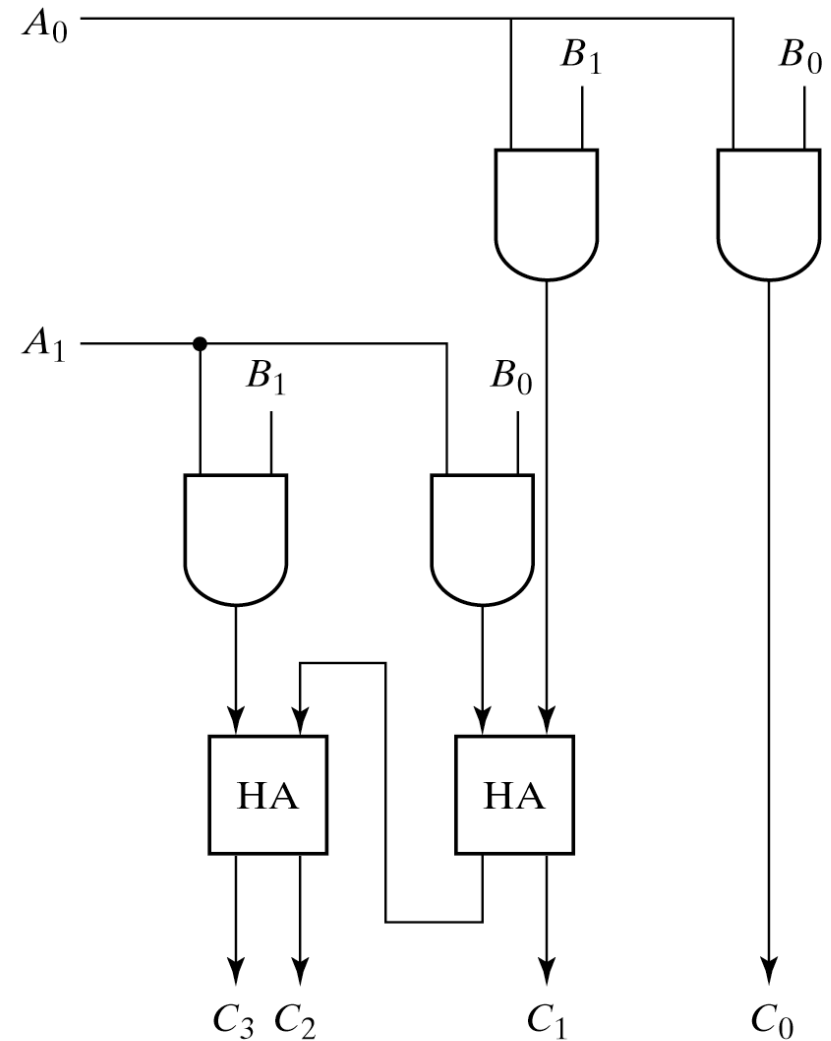 A₀
B₁ B₀
A₁
B₁ B₀
HA HA
C₃ C₂ C₁ C₀